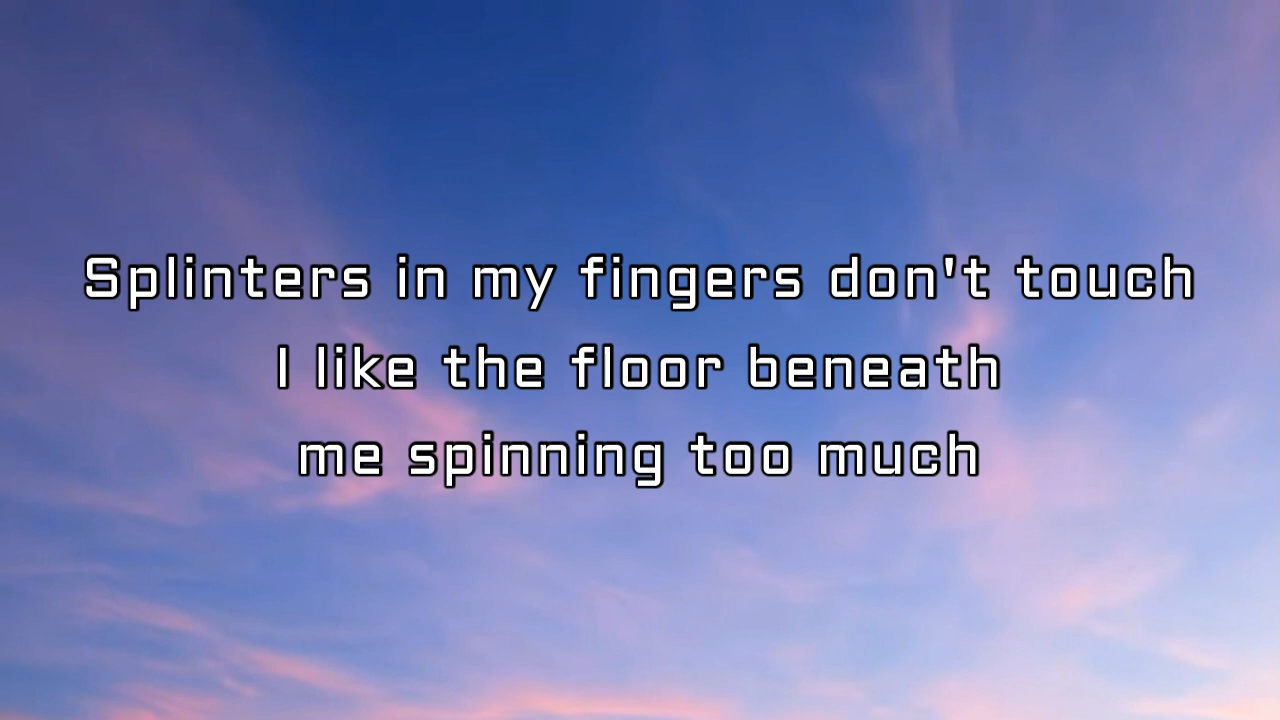 Splinters in my fingers don't touch
I like the floor beneath
me spinning too much